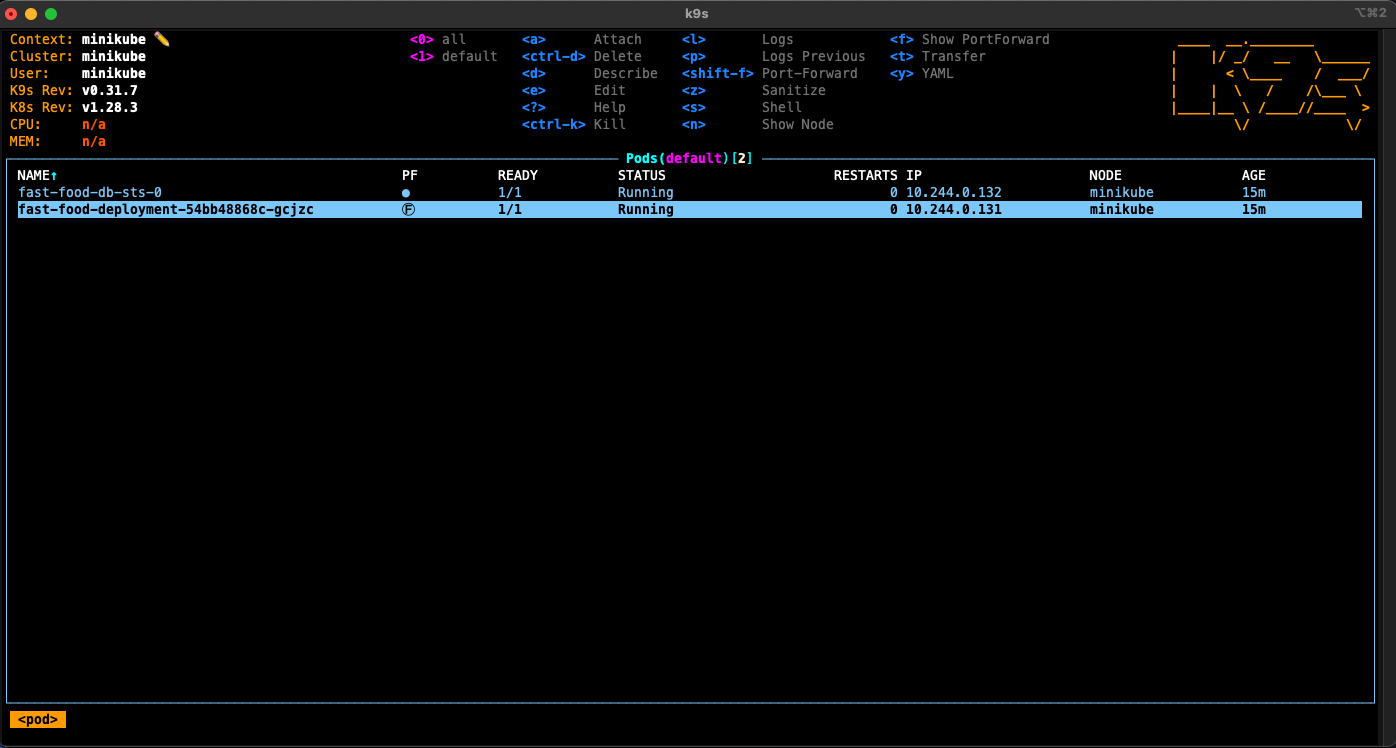 k9s
⌥⌘2
Context: minikube ✏️ <0> all <a> Attach <l> Logs <f> Show PortForward
Cluster: minikube <1> default <ctrl-d> Delete <p> Logs Previous <t> Transfer
User: minikube <d> Describe <shift-f> Port-Forward <y> YAML
K9s Rev: v0.31.7 <e> Edit <z> Sanitize
K8s Rev: v1.28.3 <?> Help <s> Shell
CPU: n/a <ctrl-k> Kill <n> Show Node
MEM: n/a
Pods(default)[2]
NAME↑ PF READY STATUS RESTARTS IP NODE AGE
fast-food-db-sts-0 ● 1/1 Running 0 10.244.0.132 minikube 15m
fast-food-deployment-54bb48868c-gcjzc Ⓕ 1/1 Running 0 10.244.0.131 minikube 15m
<pod>